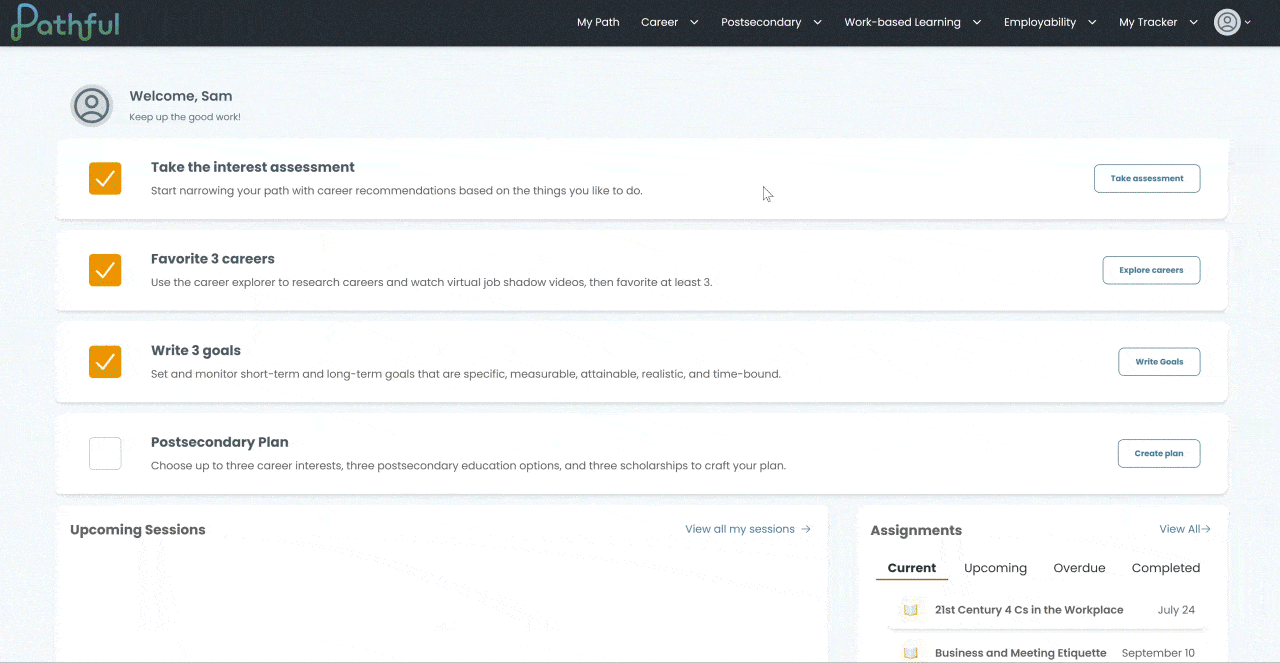 Pathful
My Path Career Postsecondary Work-based Learning Employability My Tracker
Welcome, Sam
Keep up the good work!
Take the interest assessment
Start narrowing your path with career recommendations based on the things you like to do.
Take assessment
Favorite 3 careers
Use the career explorer to research careers and watch virtual job shadow videos, then favorite at least 3.
Explore careers
Write 3 goals
Set and monitor short-term and long-term goals that are specific, measurable, attainable, realistic, and time-bound.
Write Goals
Postsecondary Plan
Choose up to three career interests, three postsecondary education options, and three scholarships to craft your plan.
Create plan
Upcoming Sessions
View all my sessions →
Assignments
View All→
Current Upcoming Overdue Completed
21st Century 4 Cs in the Workplace July 24
Business and Meeting Etiquette September 10